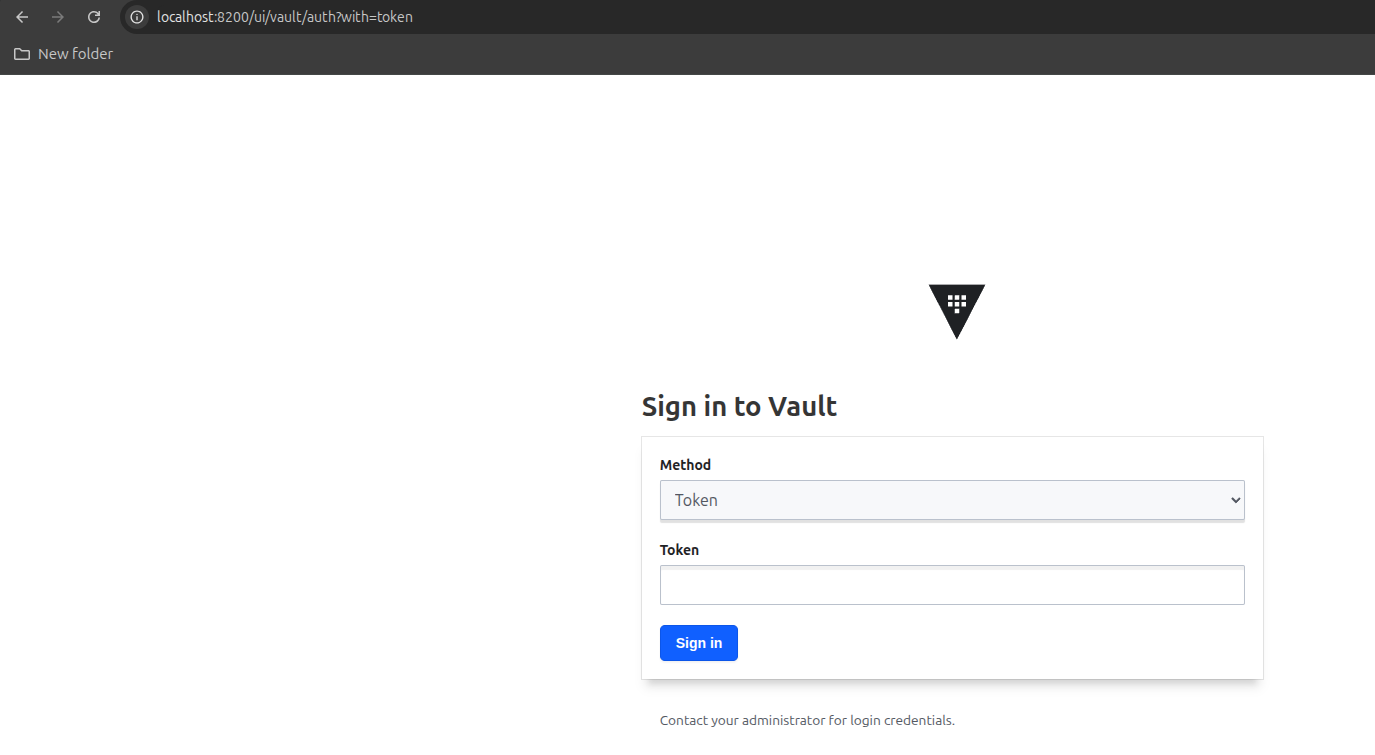 localhost:8200/ui/vault/auth?with=token
New folder
Sign in to Vault
Method
Token
Token
Sign in
Contact your administrator for login credentials.